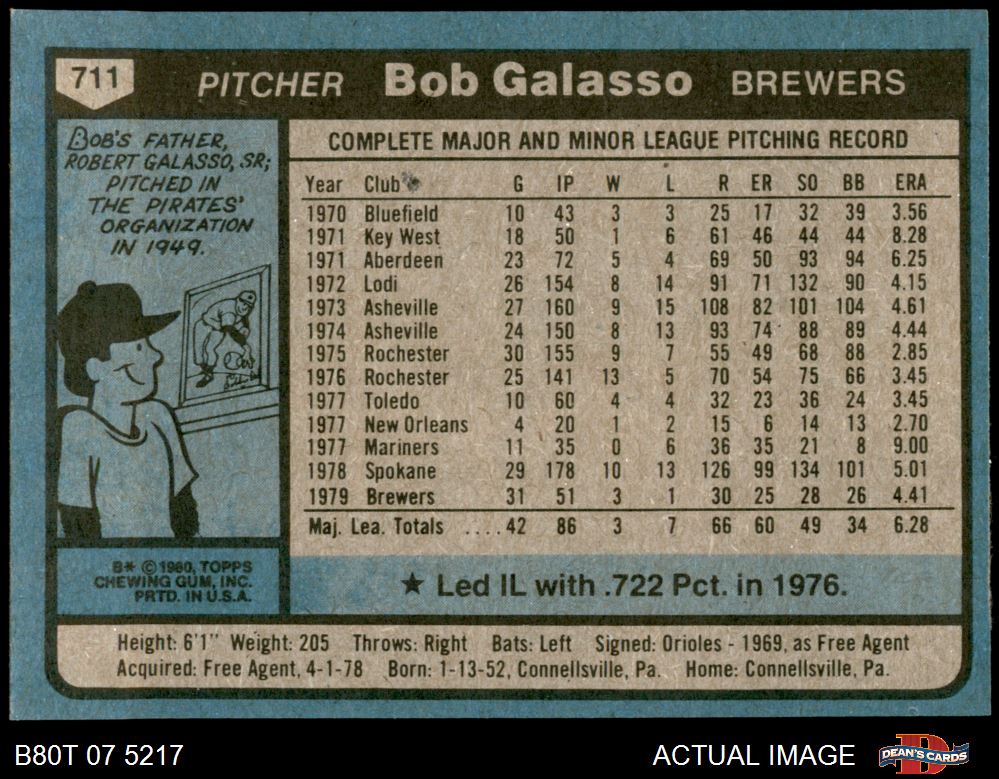 711 PITCHER Bob Galasso BREWERS
BOB'S FATHER,
ROBERT GALASSO, SR;
PITCHED IN
THE PIRATES'
ORGANIZATION
IN 1949.
COMPLETE MAJOR AND MINOR LEAGUE PITCHING RECORD
Year Club G IP W L R ER SO BB ERA
1970 Bluefield 10 43 3 3 25 17 32 39 3.56
1971 Key West 18 50 1 6 61 46 44 44 8.28
1971 Aberdeen 23 72 5 4 69 50 93 94 6.25
1972 Lodi 26 154 8 14 91 71 132 90 4.15
1973 Asheville 27 160 9 15 108 82 101 104 4.61
1974 Asheville 24 150 8 13 93 74 88 89 4.44
1975 Rochester 30 155 9 7 55 49 68 88 2.85
1976 Rochester 25 141 13 5 70 54 75 66 3.45
1977 Toledo 10 60 4 4 32 23 36 24 3.45
1977 New Orleans 4 20 1 2 15 6 14 13 2.70
1977 Mariners 11 35 0 6 36 35 21 8 9.00
1978 Spokane 29 178 10 13 126 99 134 101 5.01
1979 Brewers 31 51 3 1 30 25 28 26 4.41
Maj. Lea. Totals ....42 86 3 7 66 60 49 34 6.28
B* © 1980, TOPPS
CHEWING GUM, INC.
PRTD. IN U.S.A.
★ Led IL with .722 Pct. in 1976.
Height: 6'1" Weight: 205 Throws: Right Bats: Left Signed: Orioles - 1969, as Free Agent
Acquired: Free Agent, 4-1-78 Born: 1-13-52, Connellsville, Pa. Home: Connellsville, Pa.
B80T 07 5217 ACTUAL IMAGE DEAN'S CARDS